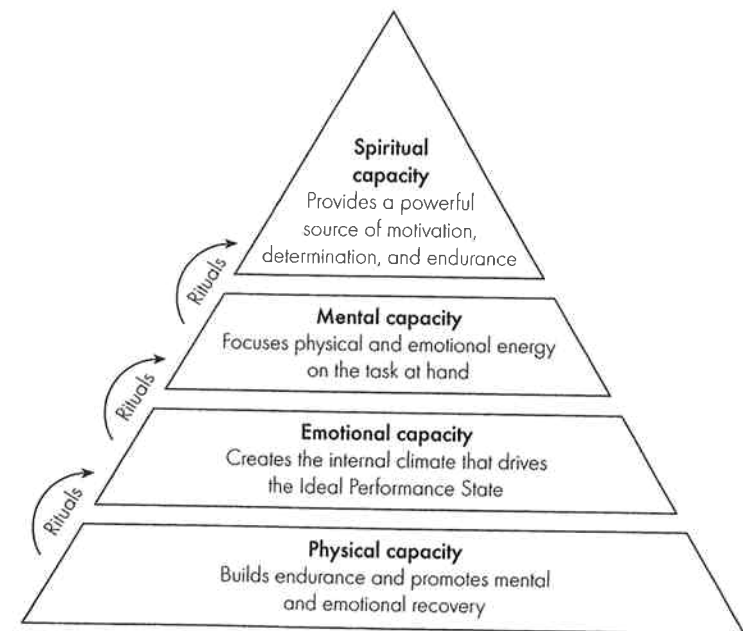 Spiritual
capacity
Provides a powerful
source of motivation,
determination, and endurance
Rituals
Mental capacity
Focuses physical and emotional energy
on the task at hand
Rituals
Emotional capacity
Creates the internal climate that drives
the Ideal Performance State
Rituals
Physical capacity
Builds endurance and promotes mental
and emotional recovery